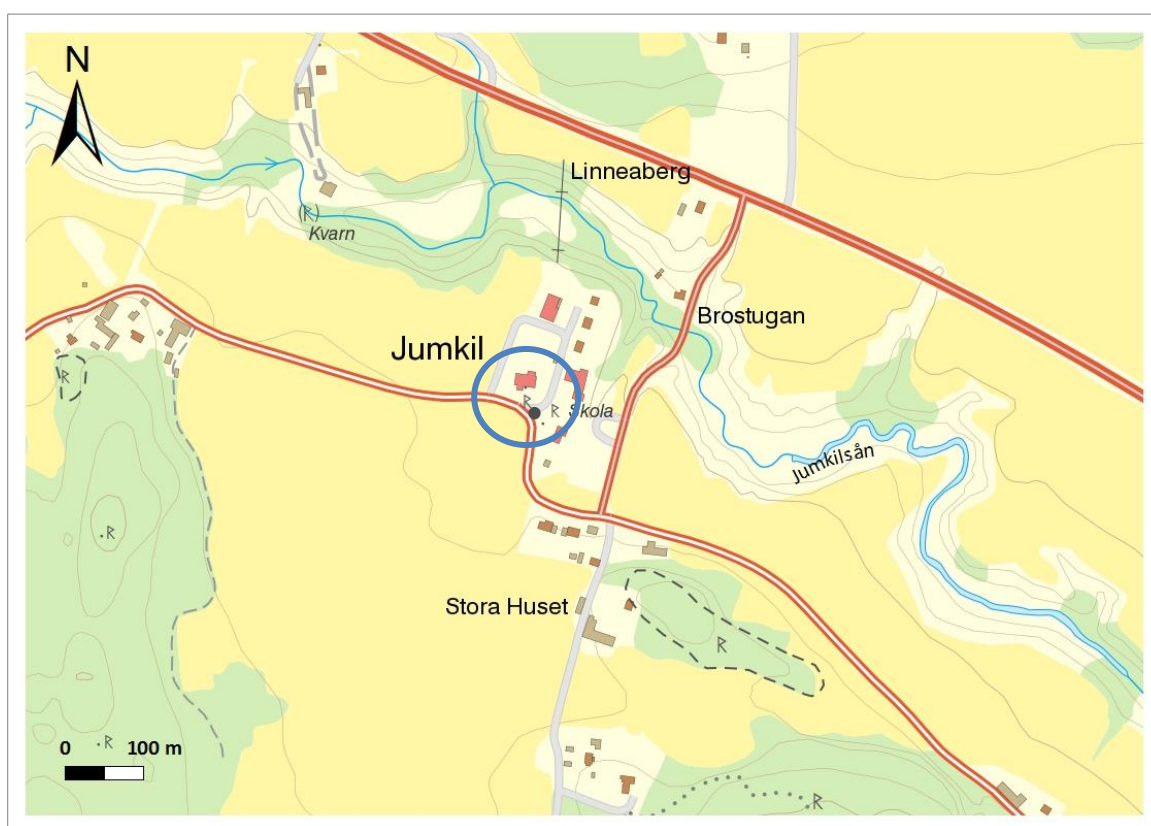 N
Linneaberg
(R)
Kvarn
Brostugan
Jumkil
R
R
R Skola
Jumkilsån
R
Stora Huset
R
0 R 100 m
R